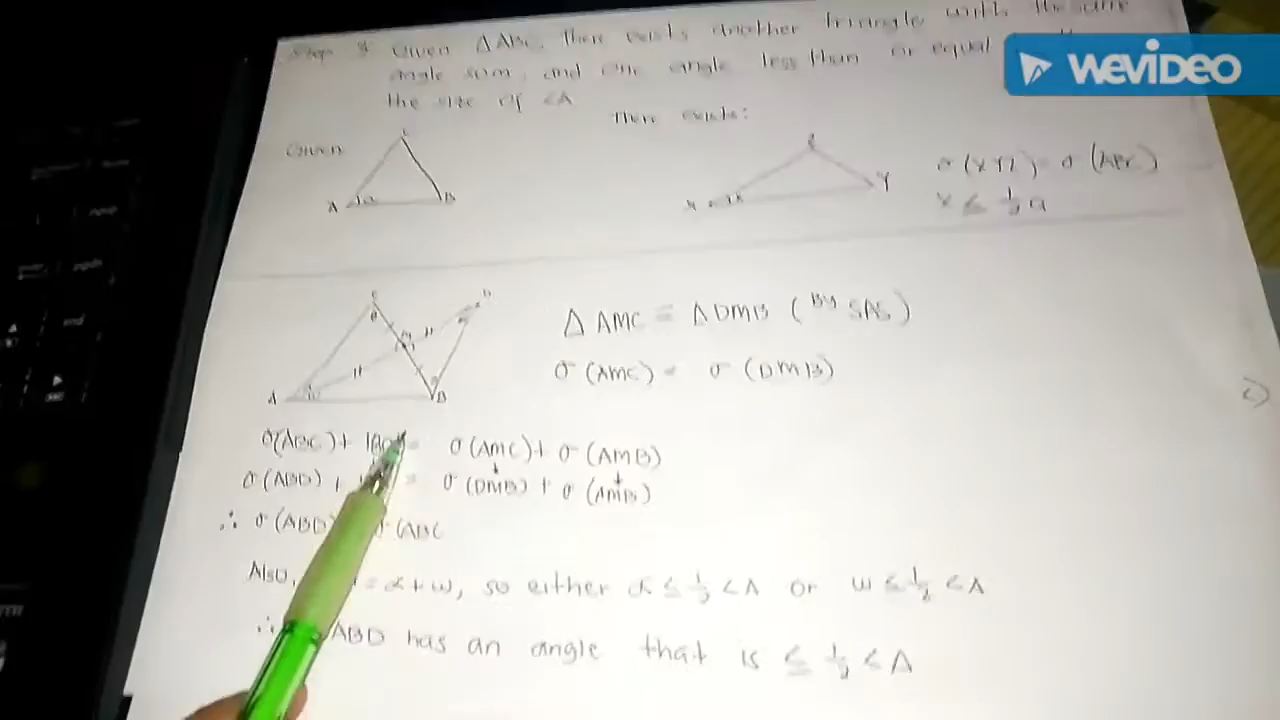 Given △ABC, There exists another triangle with the same
angle sum, and one angle less than or equal
the size of <A
WEVIDEO
Given
There exists:
C
A
B
Y
σ(XYZ) = σ(ABC)
x ≤ ½ a
C
D
M
A
B
△ AMC ≅ △DMB (BY SAS)
σ(AMC) = σ(DMB)
σ(ABC) + 180 = σ(AMC) + σ(AMB)
σ(ABD) + = σ(DMB) + σ(AMB)
∴ σ(ABD) σ(ABC
Also, = α + w, so either α ≤ ½ <A or w ≤ ½ <A
∴ ABD has an angle that is ≤ ½ <A